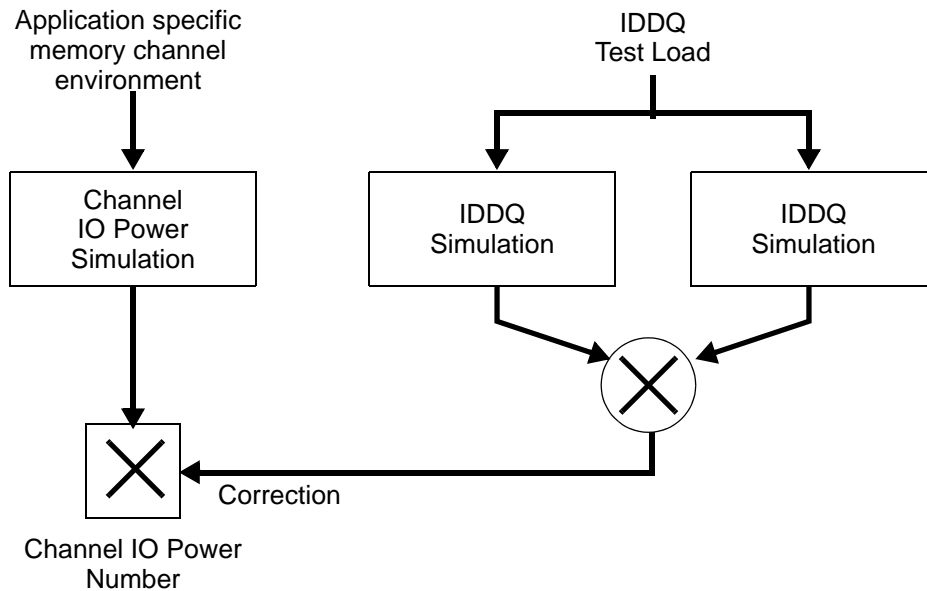 Application specific
memory channel
environment
IDDQ
Test Load
Channel
IO Power
Simulation
IDDQ
Simulation
IDDQ
Simulation
Correction
Channel IO Power
Number